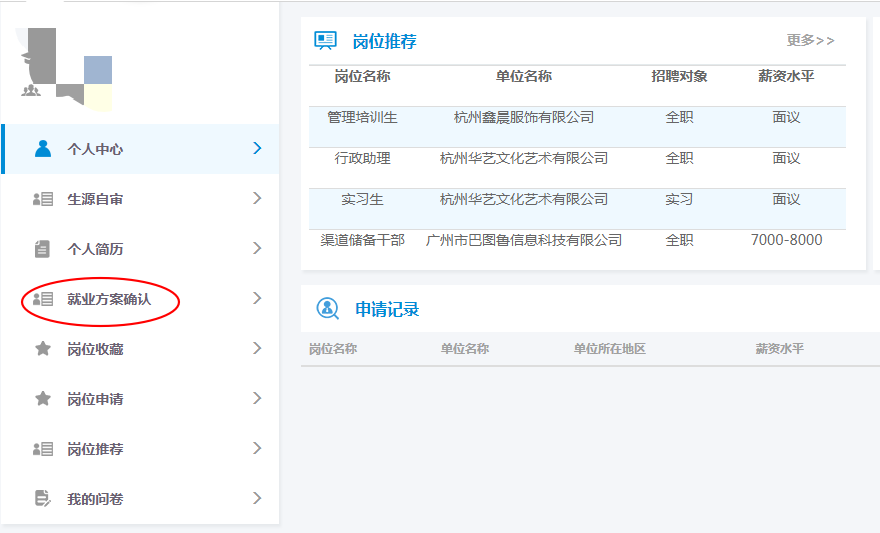 个人中心
生源自审
个人简历
就业方案确认
岗位收藏
岗位申请
岗位推荐
我的问卷
岗位推荐 更多>>
岗位名称 单位名称 招聘对象 薪资水平
管理培训生 杭州鑫晨服饰有限公司 全职 面议
行政助理 杭州华艺文化艺术有限公司 全职 面议
实习生 杭州华艺文化艺术有限公司 实习 面议
渠道储备干部 广州市巴图鲁信息科技有限公司 全职 7000-8000
申请记录
岗位名称 单位名称 单位所在地区 薪资水平